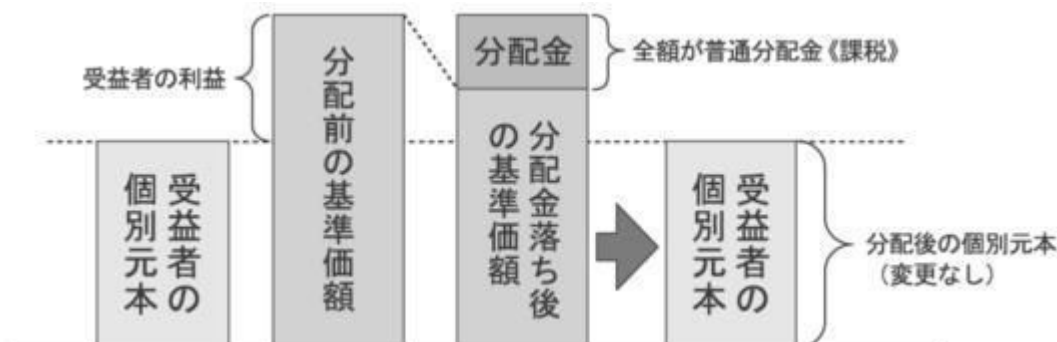 受益者の利益
受益者の
個別元本
分配前の基準価額
分配金
全額が普通分配金《課税》
分配金落ち後
の基準価額
受益者の
個別元本
分配後の個別元本
（変更なし）